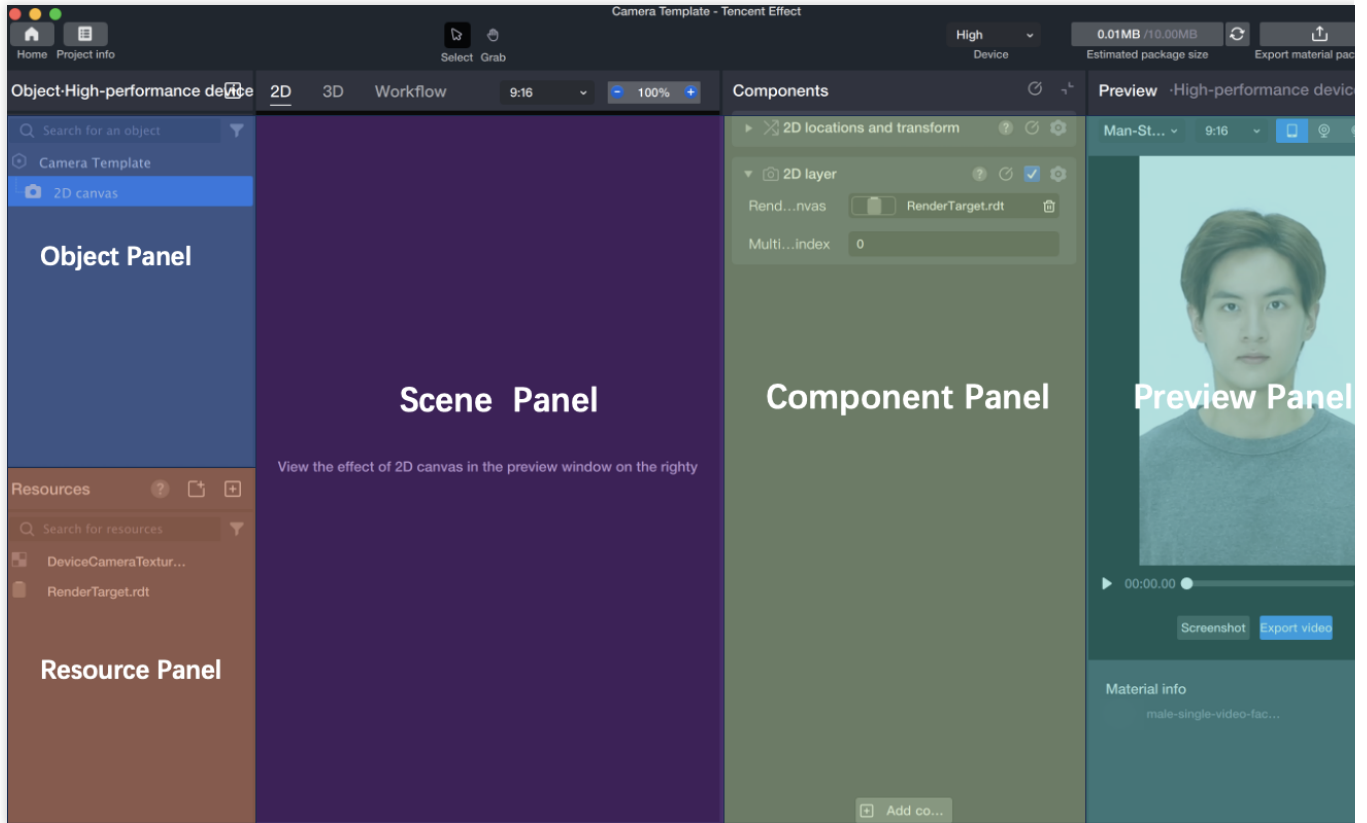 Camera Template - Tencent Effect
Home Project info
Select Grab
High
Device
0.01MB /10.00MB
Estimated package size
Export material pac
Object·High-performance device
2D 3D Workflow 9:16 100%
Components
Preview ·High-performance device
Search for an object
Camera Template
2D canvas
Object Panel
Resources
Search for resources
DeviceCameraTextur...
RenderTarget.rdt
Resource Panel
Scene Panel
View the effect of 2D canvas in the preview window on the righty
2D locations and transform
2D layer
Rend...nvas RenderTarget.rdt
Multi...index 0
Component Panel
Add co...
Man-St... 9:16
Preview Panel
00:00.00
Screenshot Export video
Material info
male-single-video-fac...